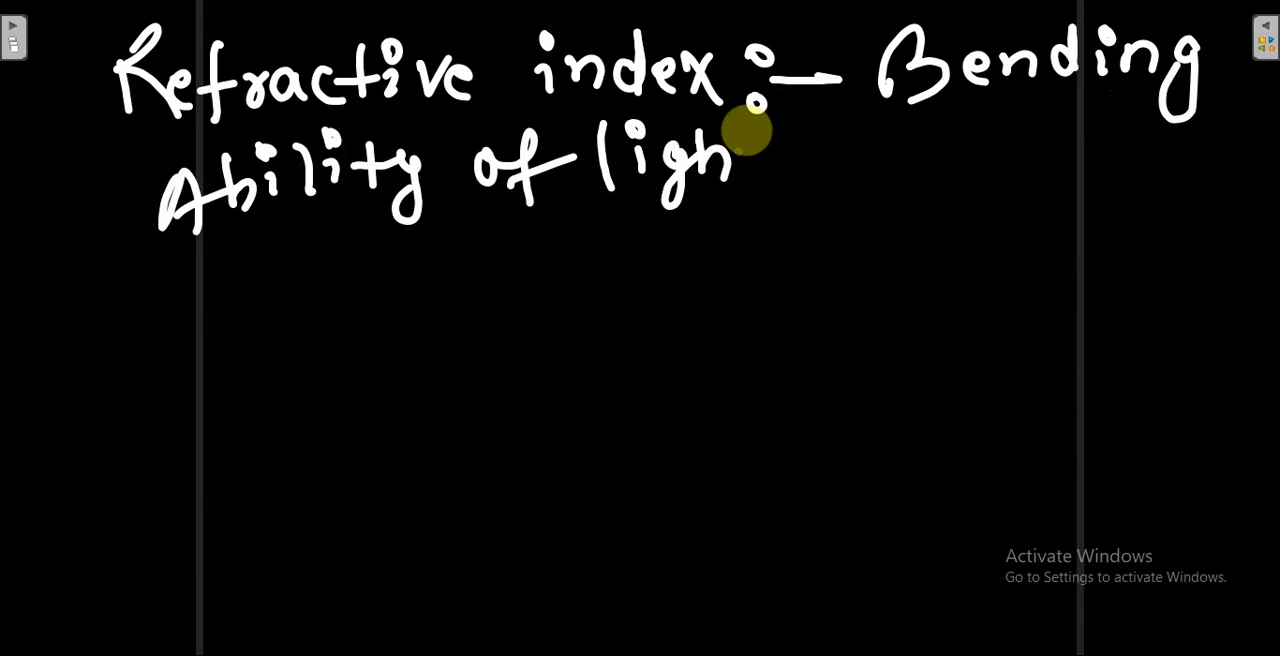 Refractive index :- Bending
Ability of ligh
Activate Windows
Go to Settings to activate Windows.